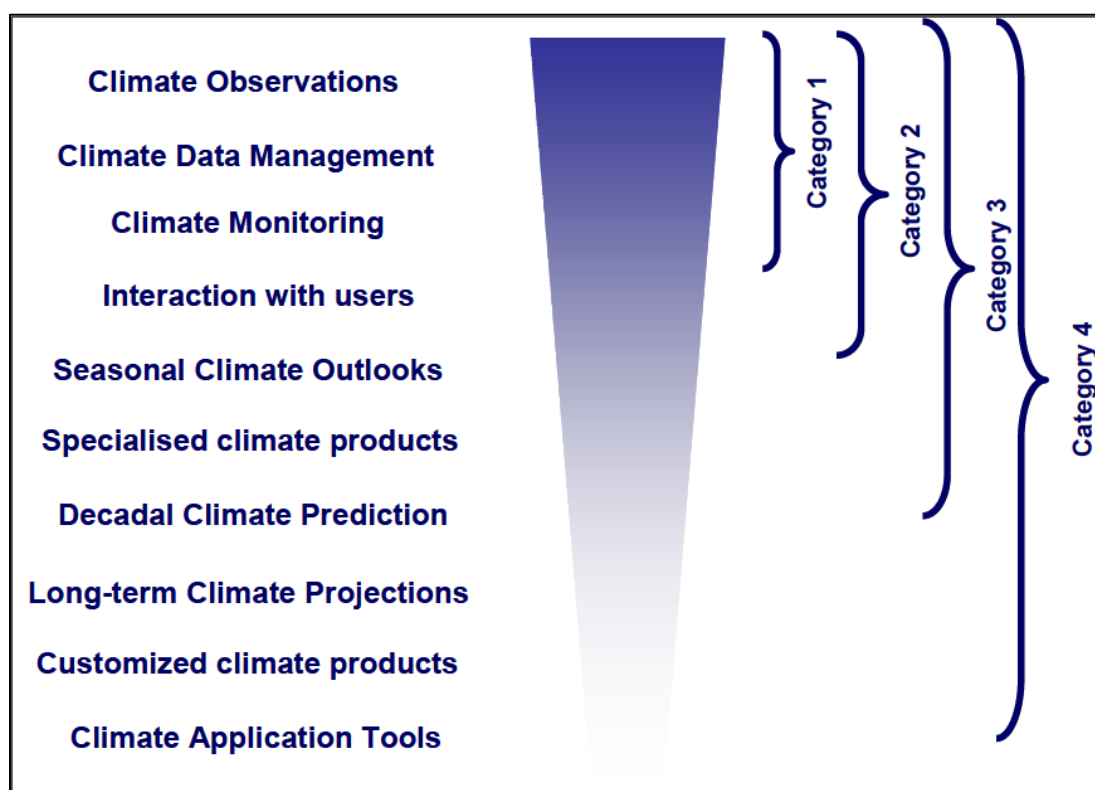 Climate Observations
Climate Data Management
Climate Monitoring
Interaction with users
Seasonal Climate Outlooks
Specialised climate products
Decadal Climate Prediction
Long-term Climate Projections
Customized climate products
Climate Application Tools
Category 1
Category 2
Category 3
Category 4